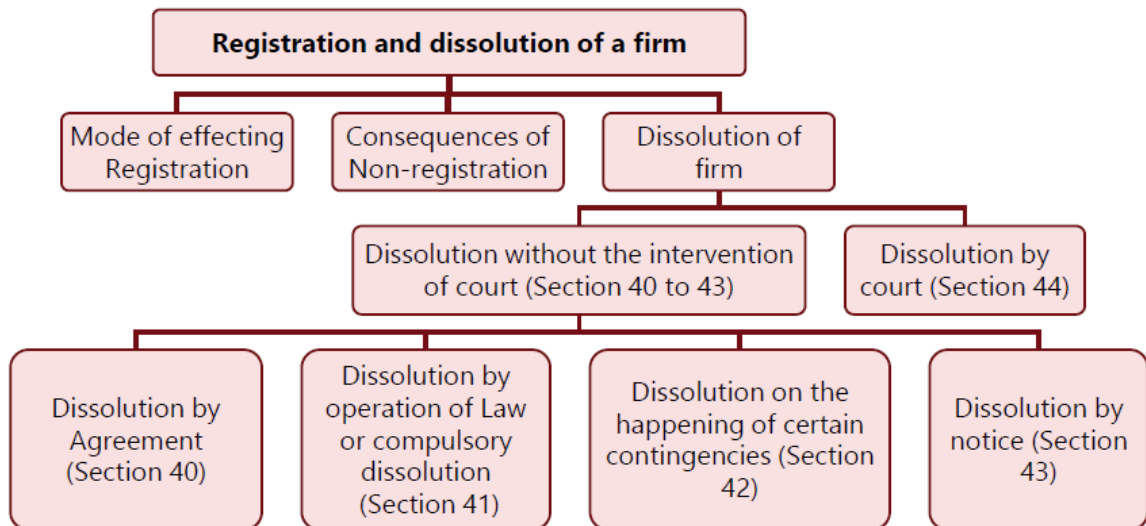 Registration and dissolution of a firm
Mode of effecting
Registration
Consequences of
Non-registration
Dissolution of
firm
Dissolution without the intervention
of court (Section 40 to 43)
Dissolution by
court (Section 44)
Dissolution by
Agreement
(Section 40)
Dissolution by
operation of Law
or compulsory
dissolution
(Section 41)
Dissolution on the
happening of certain
contingencies (Section
42)
Dissolution by
notice (Section
43)